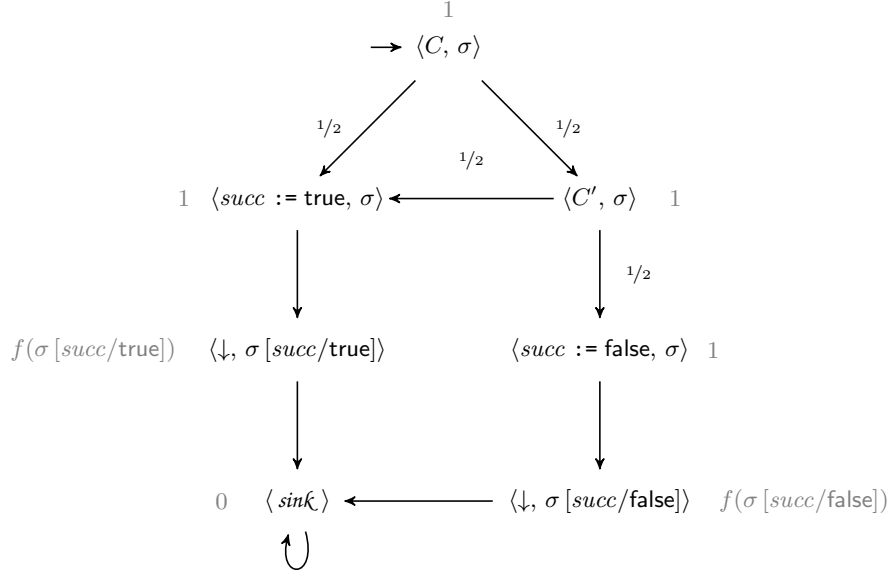 1
⟨C, σ⟩
1/2
1/2
1/2
1 ⟨succ := true, σ⟩ ⟨C′, σ⟩ 1
1/2
f(σ [succ/true]) ⟨↓, σ [succ/true]⟩ ⟨succ := false, σ⟩ 1
0 ⟨ sink ⟩ ⟨↓, σ [succ/false]⟩ f(σ [succ/false])